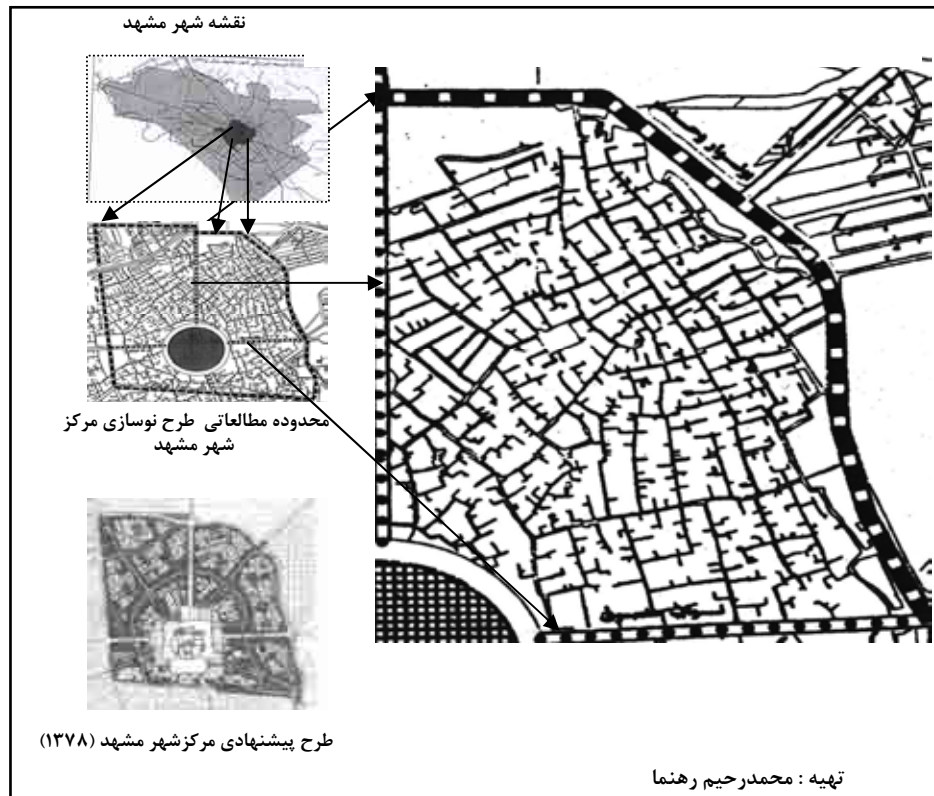 نقشه شهر مشهد
محدوده مطالعاتی طرح نوسازی مرکز
شهر مشهد
طرح پیشنهادی مرکزشهر مشهد (۱۳۷۸)
تهیه : محمدرحیم رهنما